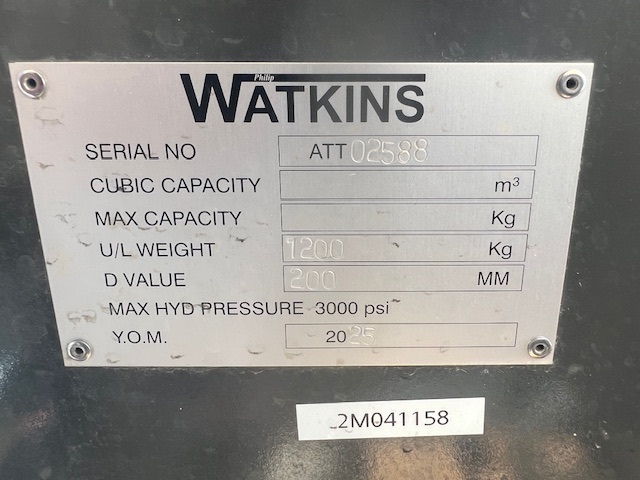 Philip
WATKINS
SERIAL NO ATT 02588
CUBIC CAPACITY m³
MAX CAPACITY Kg
U/L WEIGHT 1200 Kg
D VALUE 200 MM
MAX HYD PRESSURE 3000 psi
Y.O.M. 2025
2M041158